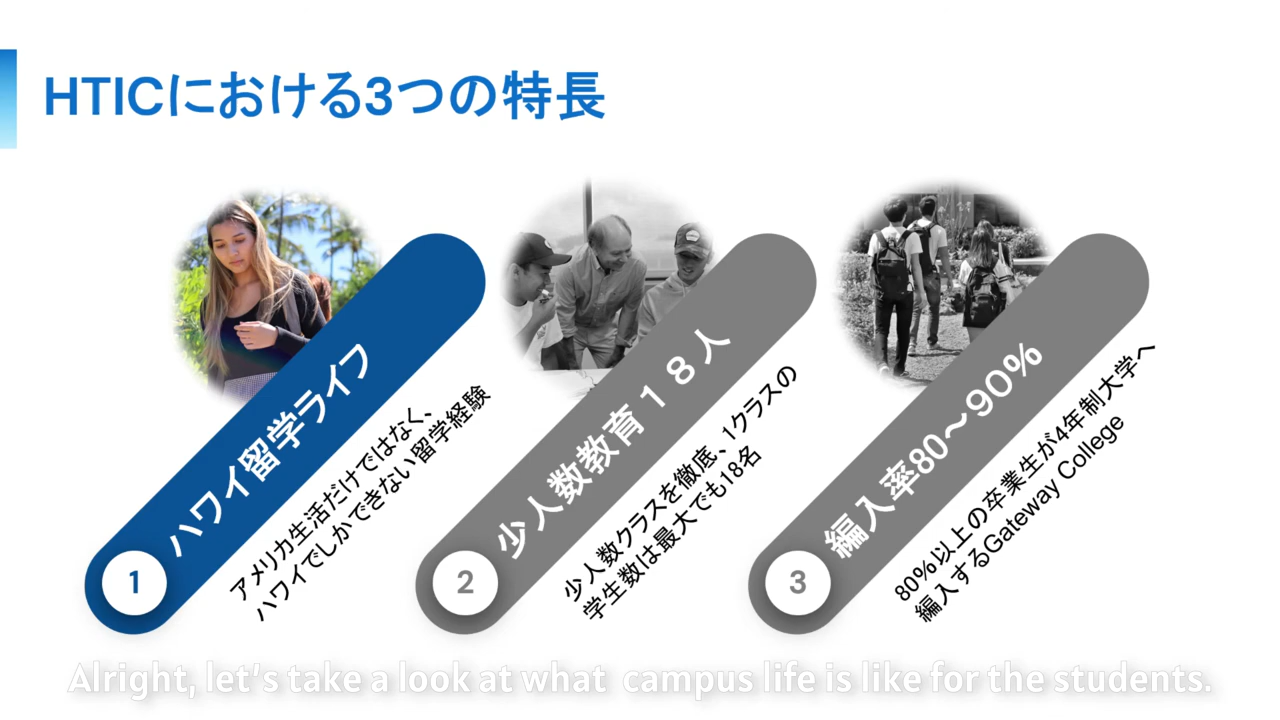 HTICにおける3つの特長
ハワイ留学ライフ
アメリカ生活だけではなく、
ハワイでしかできない留学経験
1
少人数教育１８人
少人数クラスを徹底、1クラスの
学生数は最大でも18名
2
編入率80～90%
80%以上の卒業生が4年制大学へ
編入するGateway College
3
Alright, let's take a look at what campus life is like for the students.